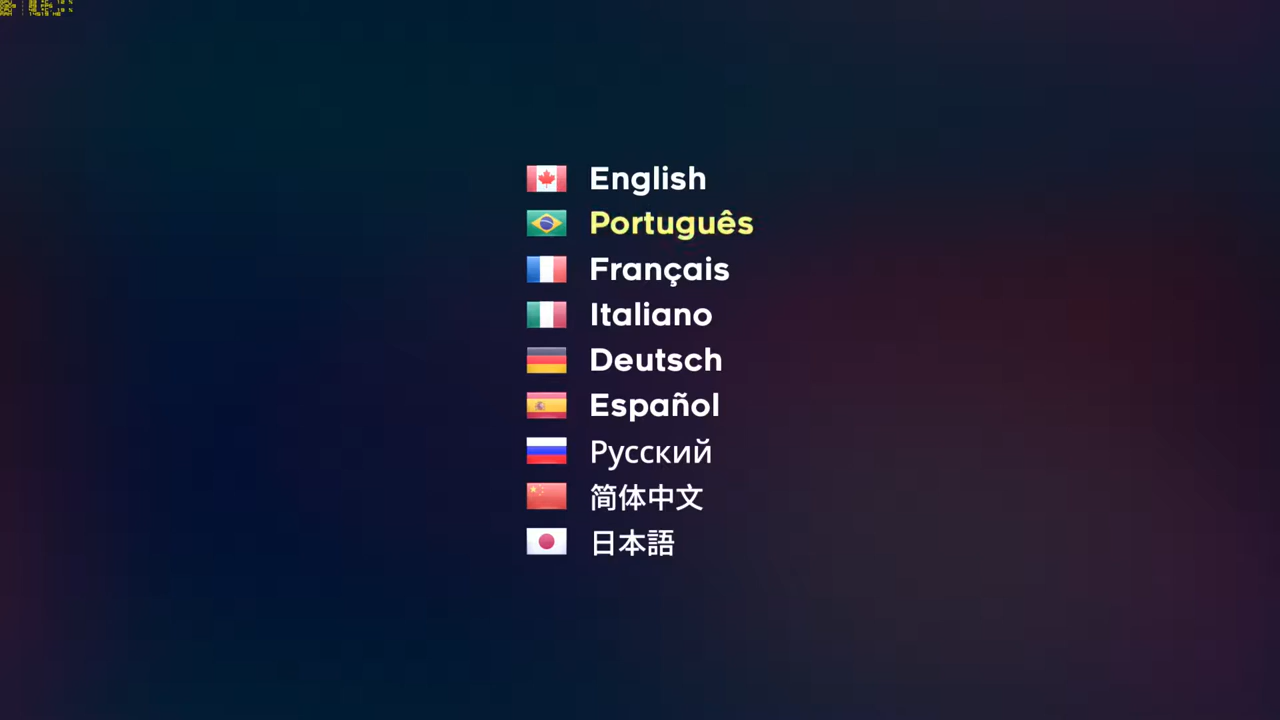 English
Português
Français
Italiano
Deutsch
Español
Русский
简体中文
日本語